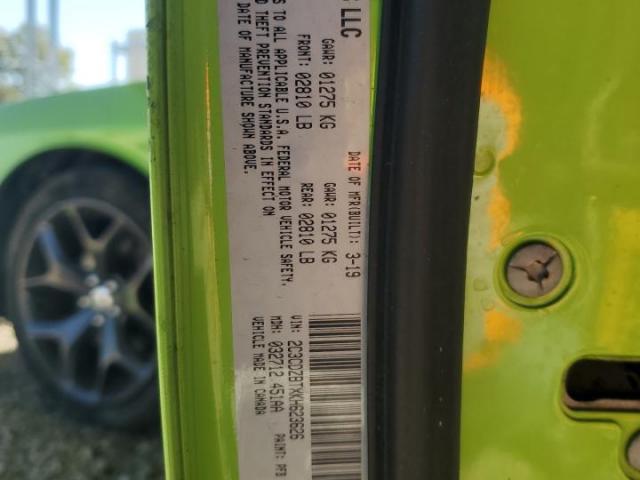 S LLC
DATE OF MFR(BUILT): 3-19
GAWR: 01275 KG GAWR: 01275 KG
FRONT: 02810 LB REAR: 02810 LB
S TO ALL APPLICABLE U.S.A. FEDERAL MOTOR VEHICLE SAFETY,
D THEFT PREVENTION STANDARDS IN EFFECT ON
DATE OF MANUFACTURE SHOWN ABOVE.
VIN: 2C3CDZBTXKH623626
MDH: 032712 451AA PAINT: PFB
VEHICLE MADE IN CANADA